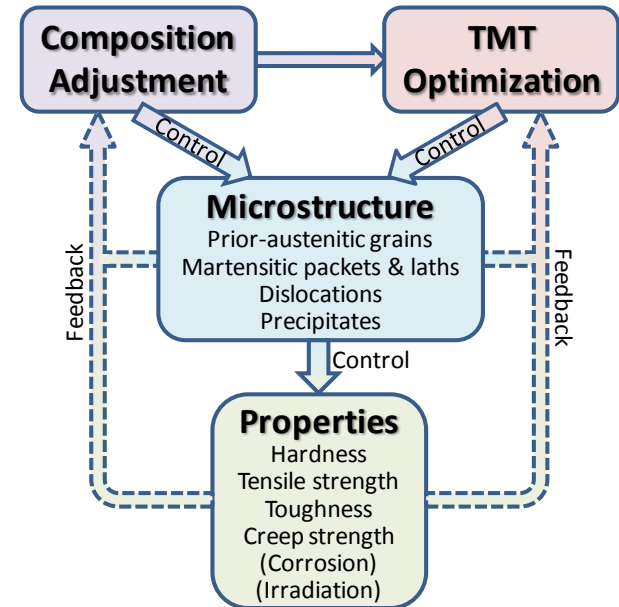 Composition
Adjustment
TMT
Optimization
Control
Control
Microstructure
Prior-austenitic grains
Martensitic packets & laths
Dislocations
Precipitates
Feedback
Feedback
Control
Properties
Hardness
Tensile strength
Toughness
Creep strength
(Corrosion)
(Irradiation)